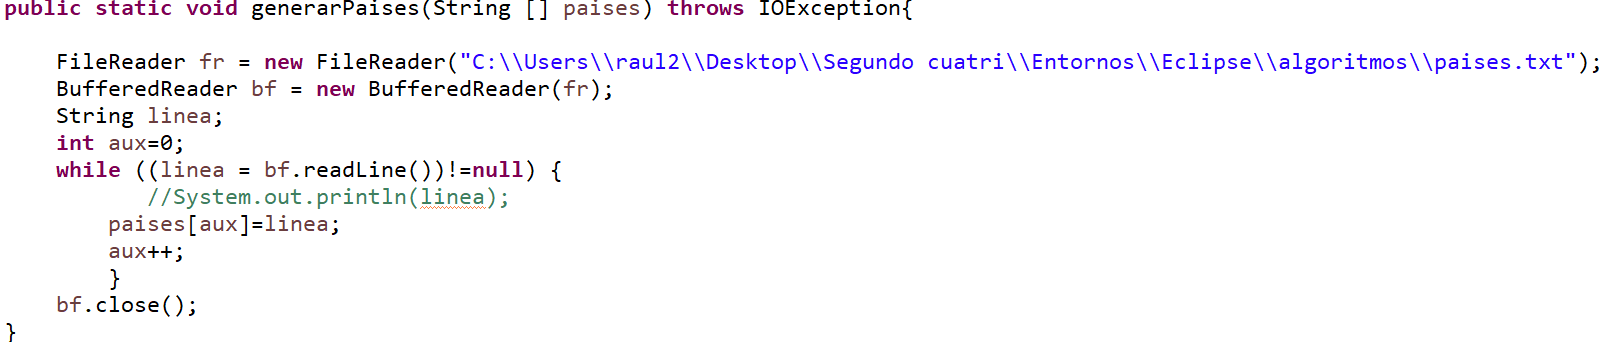 public static void generarPaises(String [] paises) throws IOException{
FileReader fr = new FileReader("C:\\Users\\raul2\\Desktop\\Segundo cuatri\\Entornos\\Eclipse\\algoritmos\\paises.txt");
BufferedReader bf = new BufferedReader(fr);
String linea;
int aux=0;
while ((linea = bf.readLine())!=null) {
//System.out.println(linea);
paises[aux]=linea;
aux++;
}
bf.close();
}